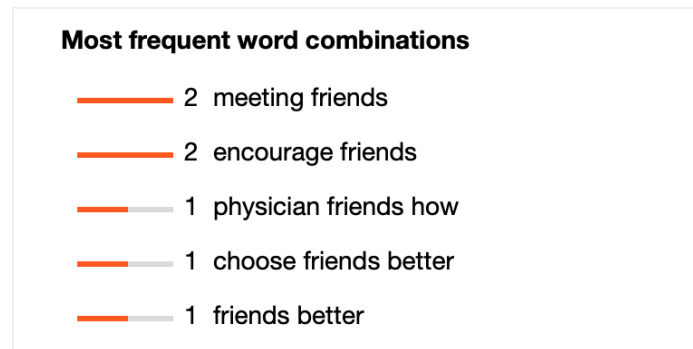 Most frequent word combinations
2 meeting friends
2 encourage friends
1 physician friends how
1 choose friends better
1 friends better